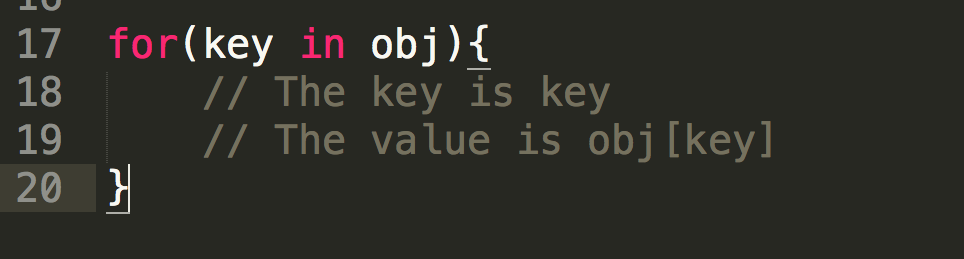 17 for(key in obj){
18     // The key is key
19     // The value is obj[key]
20 }